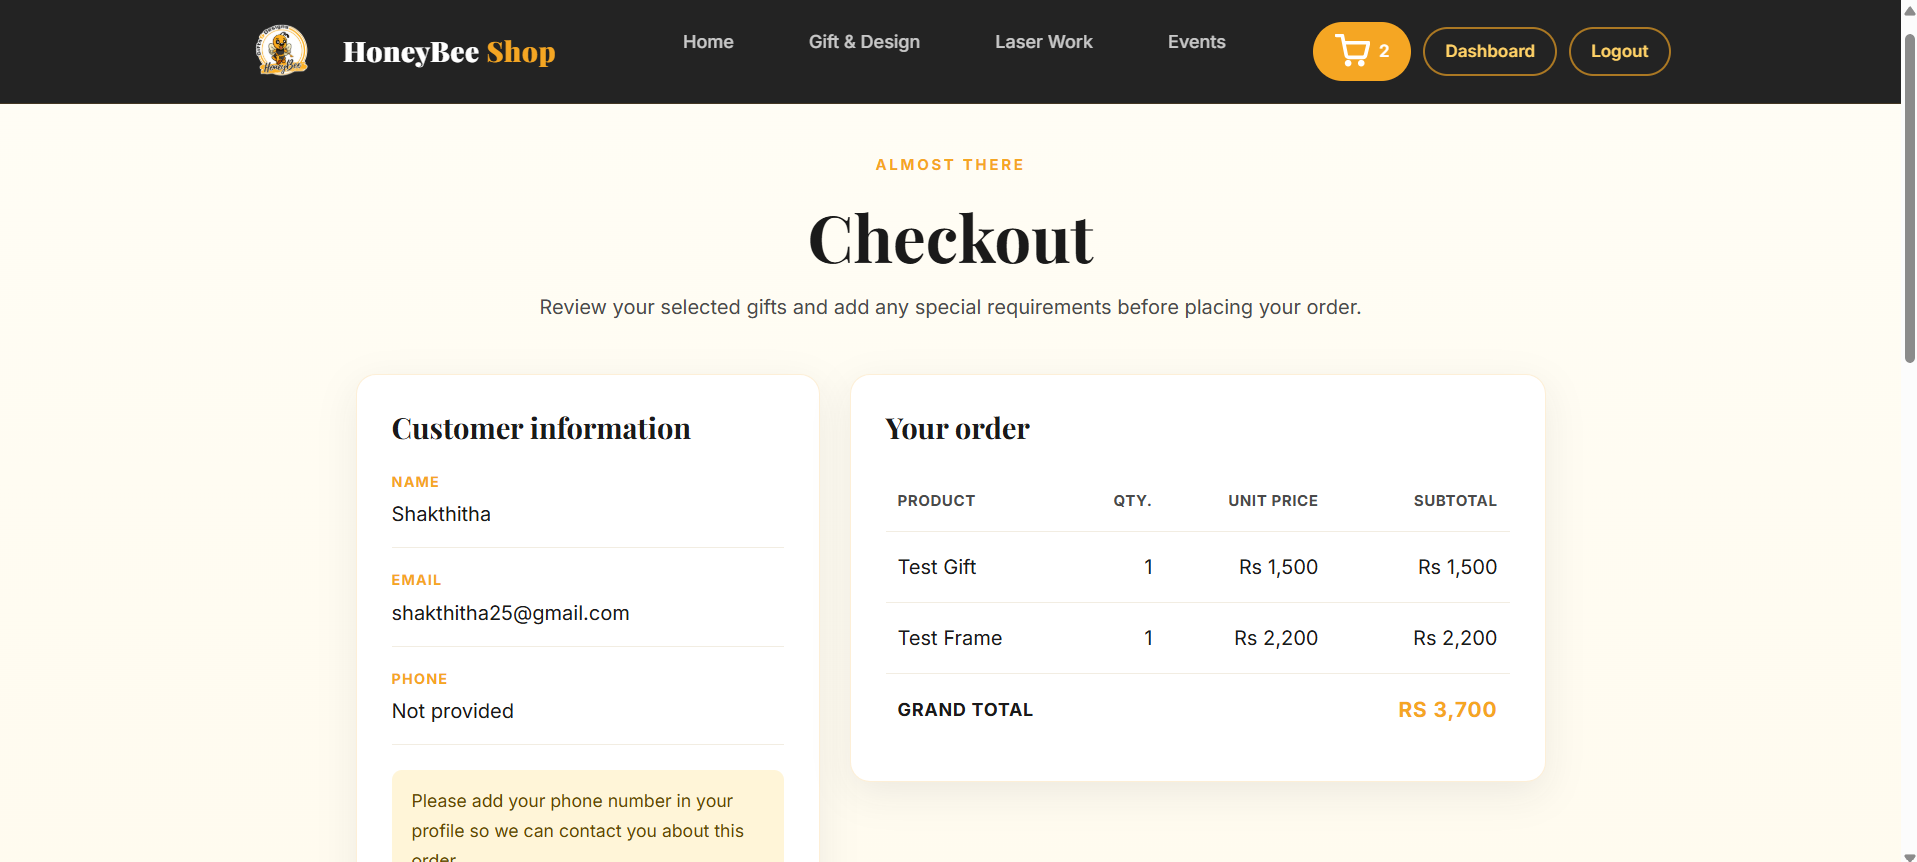 HoneyBee Shop
Home
Gift & Design
Laser Work
Events
2
Dashboard
Logout
ALMOST THERE
Checkout
Review your selected gifts and add any special requirements before placing your order.
Customer information
NAME
Shakthitha
EMAIL
shakthitha25@gmail.com
PHONE
Not provided
Please add your phone number in your
profile so we can contact you about this
order.
Your order
PRODUCT QTY. UNIT PRICE SUBTOTAL
Test Gift 1 Rs 1,500 Rs 1,500
Test Frame 1 Rs 2,200 Rs 2,200
GRAND TOTAL RS 3,700